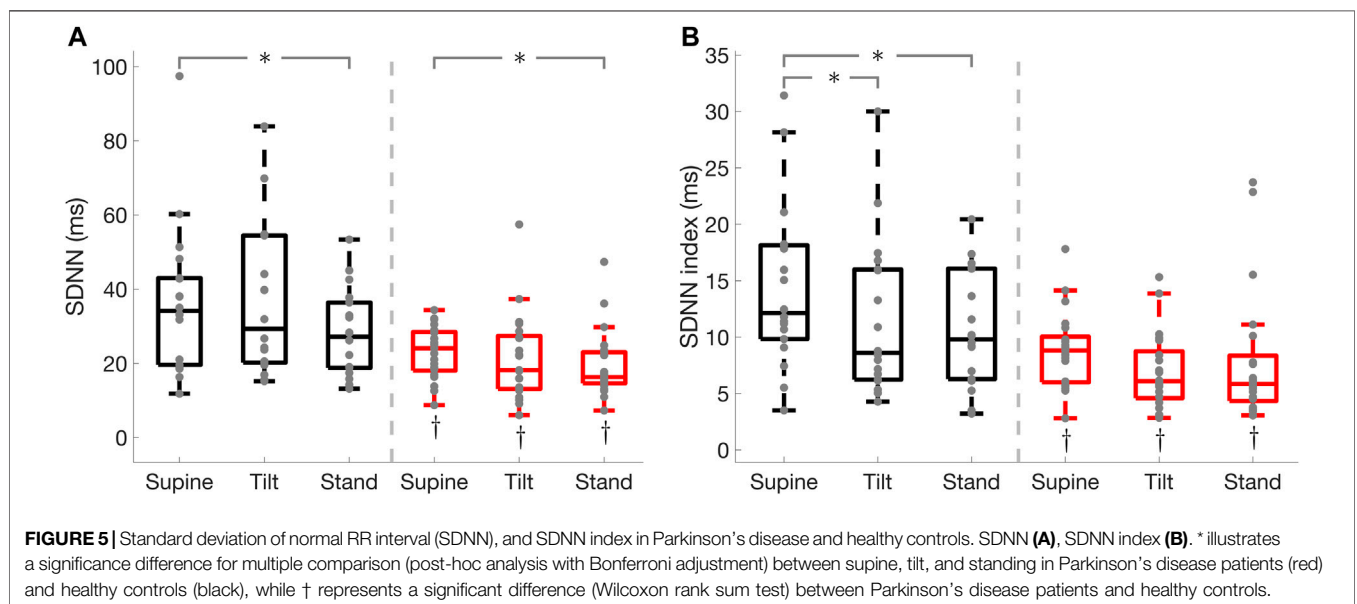 A
B
SDNN (ms)
100
80
60
40
20
0
*
*
Supine Tilt Stand Supine Tilt Stand
† † †
SDNN index (ms)
35
30
25
20
15
10
5
0
*
*
† † †
Supine Tilt Stand Supine Tilt Stand
FIGURE 5 | Standard deviation of normal RR interval (SDNN), and SDNN index in Parkinson's disease and healthy controls. SDNN (A), SDNN index (B). * illustrates
a significance difference for multiple comparison (post-hoc analysis with Bonferroni adjustment) between supine, tilt, and standing in Parkinson's disease patients (red)
and healthy controls (black), while † represents a significant difference (Wilcoxon rank sum test) between Parkinson's disease patients and healthy controls.